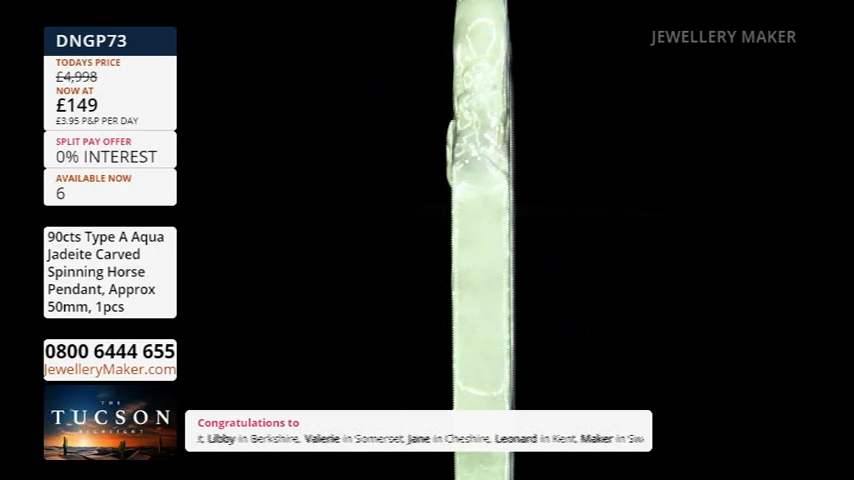 DNGP73
TODAYS PRICE
£4,998
NOW AT
£149
£3.95 P&P PER DAY
SPLIT PAY OFFER
0% INTEREST
AVAILABLE NOW
6
90cts Type A Aqua
Jadeite Carved
Spinning Horse
Pendant, Approx
50mm, 1pcs
0800 6444 655
JewelleryMaker.com
THE
TUCSON
Congratulations to
Libby in Berkshire, Valerie in Somerset, Jane in Cheshire, Leonard in Kent, Maker in
JEWELLERY MAKER